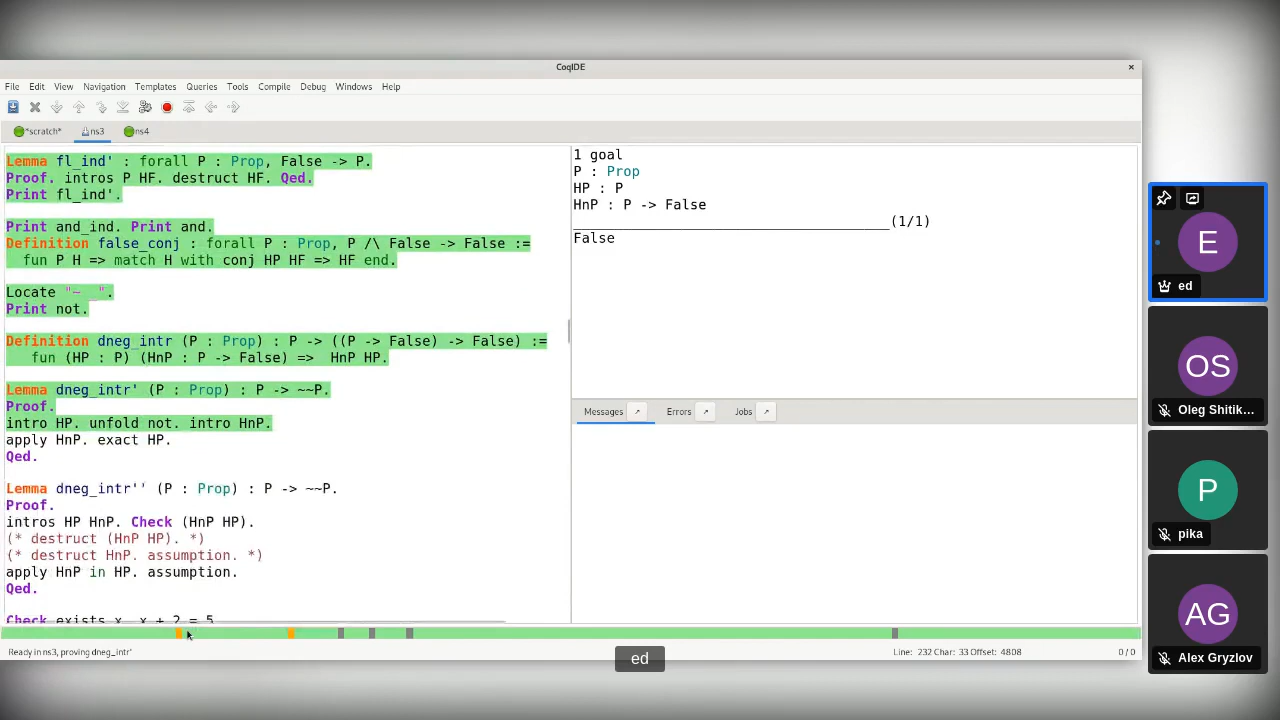 CoqIDE
×
File Edit View Navigation Templates Queries Tools Compile Debug Windows Help
*scratch* ns3 ns4
Lemma fl_ind' : forall P : Prop, False -> P.
Proof. intros P HF. destruct HF. Qed.
Print fl_ind'.
Print and_ind. Print and.
Definition false_conj : forall P : Prop, P /\ False -> False :=
fun P H => match H with conj HP HF => HF end.
Locate "~ _".
Print not.
Definition dneg_intr (P : Prop) : P -> ((P -> False) -> False) :=
fun (HP : P) (HnP : P -> False) => HnP HP.
Lemma dneg_intr' (P : Prop) : P -> ~~P.
Proof.
intro HP. unfold not. intro HnP.
apply HnP. exact HP.
Qed.
Lemma dneg_intr'' (P : Prop) : P -> ~~P.
Proof.
intros HP HnP. Check (HnP HP).
(* destruct (HnP HP). *)
(* destruct HnP. assumption. *)
apply HnP in HP. assumption.
Qed.
Check exists x, x + 2 = 5
1 goal
P : Prop
HP : P
HnP : P -> False
(1/1)
False
Messages Errors Jobs
Ready in ns3, proving dneg_intr'
Line: 232 Char: 33 Offset: 4808
0 / 0
ed
E
ed
OS
Oleg Shitik...
P
pika
AG
Alex Gryzlov